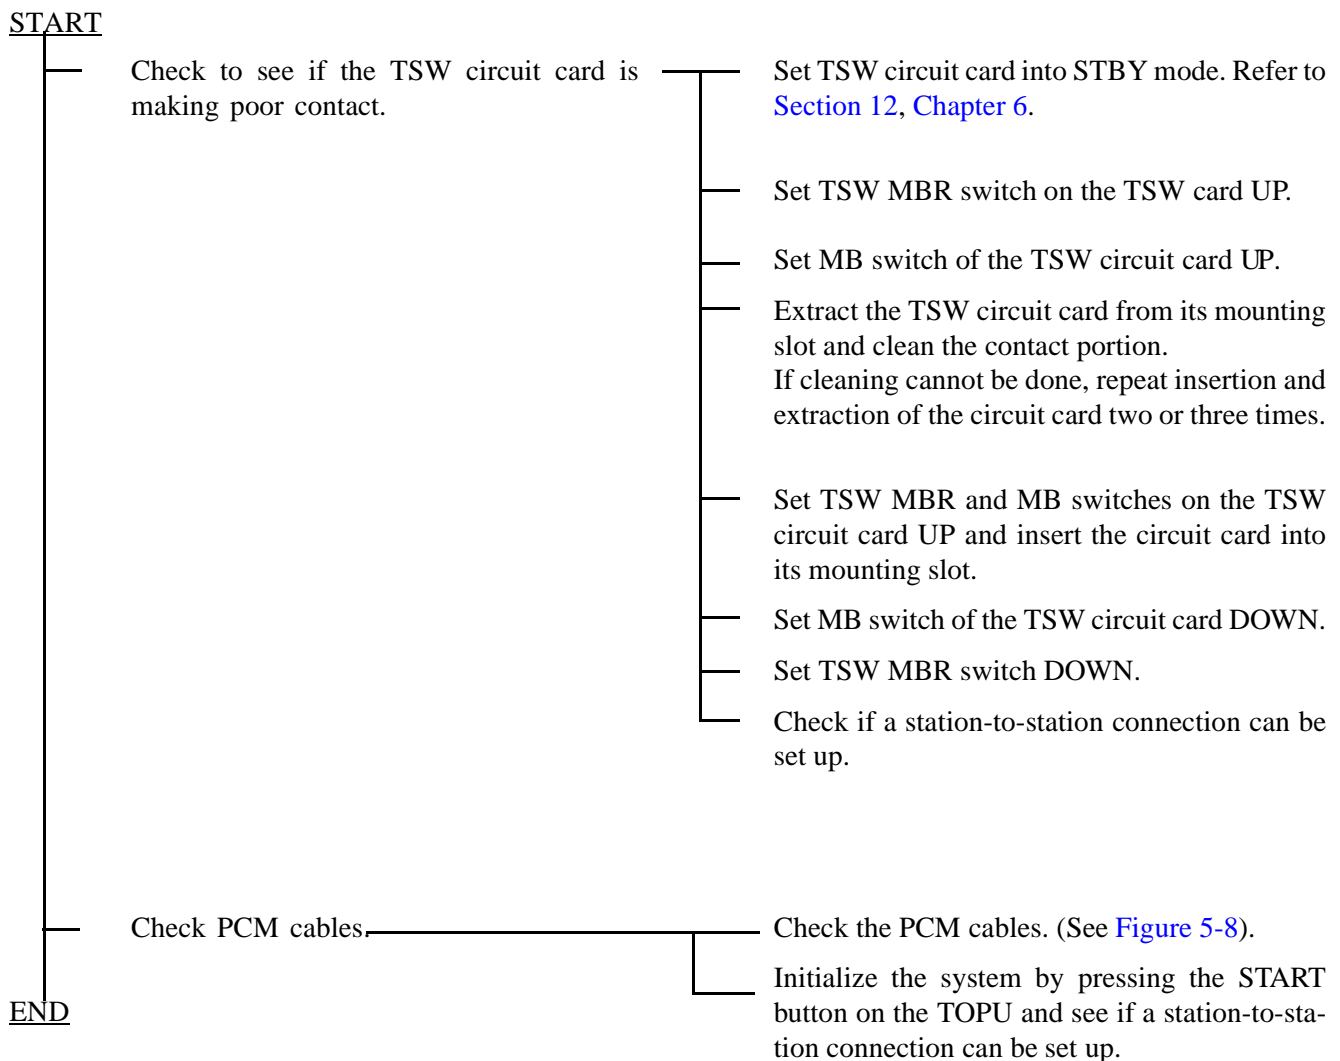 START
Check to see if the TSW circuit card is
making poor contact.
Set TSW circuit card into STBY mode. Refer to
Section 12, Chapter 6.
Set TSW MBR switch on the TSW card UP.
Set MB switch of the TSW circuit card UP.
Extract the TSW circuit card from its mounting
slot and clean the contact portion.
If cleaning cannot be done, repeat insertion and
extraction of the circuit card two or three times.
Set TSW MBR and MB switches on the TSW
circuit card UP and insert the circuit card into
its mounting slot.
Set MB switch of the TSW circuit card DOWN.
Set TSW MBR switch DOWN.
Check if a station-to-station connection can be
set up.
Check PCM cables.
Check the PCM cables. (See Figure 5-8).
Initialize the system by pressing the START
button on the TOPU and see if a station-to-sta-
tion connection can be set up.
END